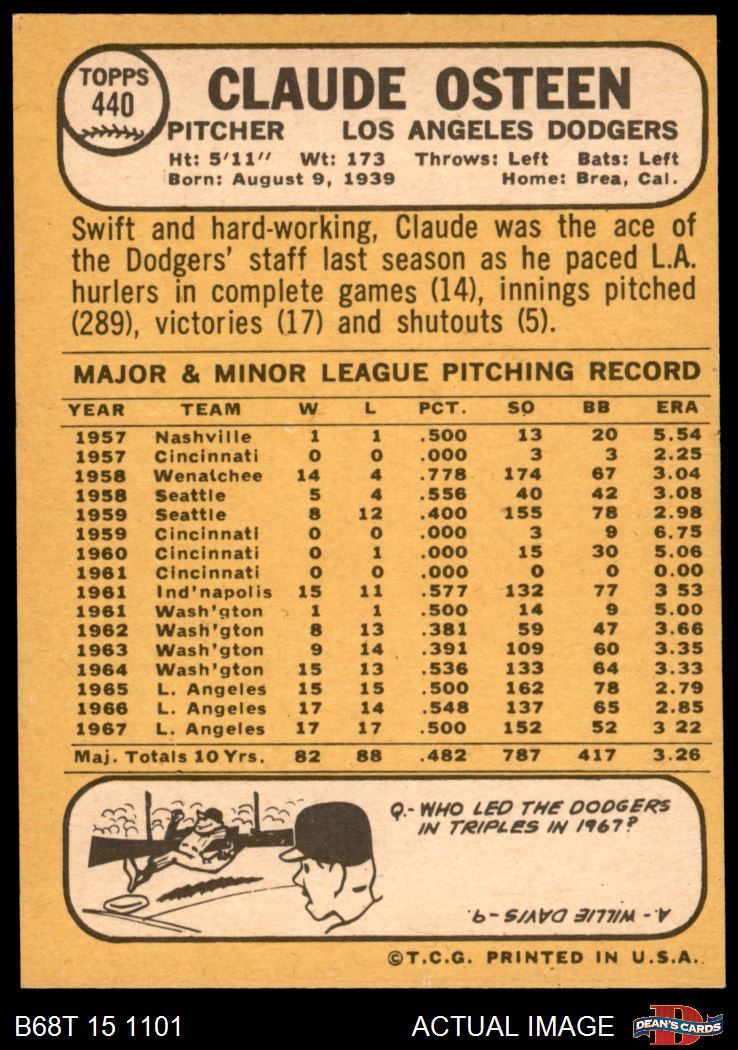 TOPPS
440
CLAUDE OSTEEN
PITCHER LOS ANGELES DODGERS
Ht: 5'11" Wt: 173 Throws: Left Bats: Left
Born: August 9, 1939 Home: Brea, Cal.
Swift and hard-working, Claude was the ace of
the Dodgers' staff last season as he paced L.A.
hurlers in complete games (14), innings pitched
(289), victories (17) and shutouts (5).
MAJOR & MINOR LEAGUE PITCHING RECORD
YEAR TEAM W L PCT. SO BB ERA
1957 Nashville 1 1 .500 13 20 5.54
1957 Cincinnati 0 0 .000 3 3 2.25
1958 Wenatchee 14 4 .778 174 67 3.04
1958 Seattle 5 4 .556 40 42 3.08
1959 Seattle 8 12 .400 155 78 2.98
1959 Cincinnati 0 0 .000 3 9 6.75
1960 Cincinnati 0 1 .000 15 30 5.06
1961 Cincinnati 0 0 .000 0 0 0.00
1961 Ind'napolis 15 11 .577 132 77 3 53
1961 Wash'gton 1 1 .500 14 9 5.00
1962 Wash'gton 8 13 .381 59 47 3.66
1963 Wash'gton 9 14 .391 109 60 3.35
1964 Wash'gton 15 13 .536 133 64 3.33
1965 L. Angeles 15 15 .500 162 78 2.79
1966 L. Angeles 17 14 .548 137 65 2.85
1967 L. Angeles 17 17 .500 152 52 3 22
Maj. Totals 10 Yrs. 82 88 .482 787 417 3.26
Q.- WHO LED THE DODGERS
IN TRIPLES IN 1967?
A - WILLIE DAVIS-9.
©T.C.G. PRINTED IN U.S.A.
B68T 15 1101 ACTUAL IMAGE
D
DEAN'S CARDS